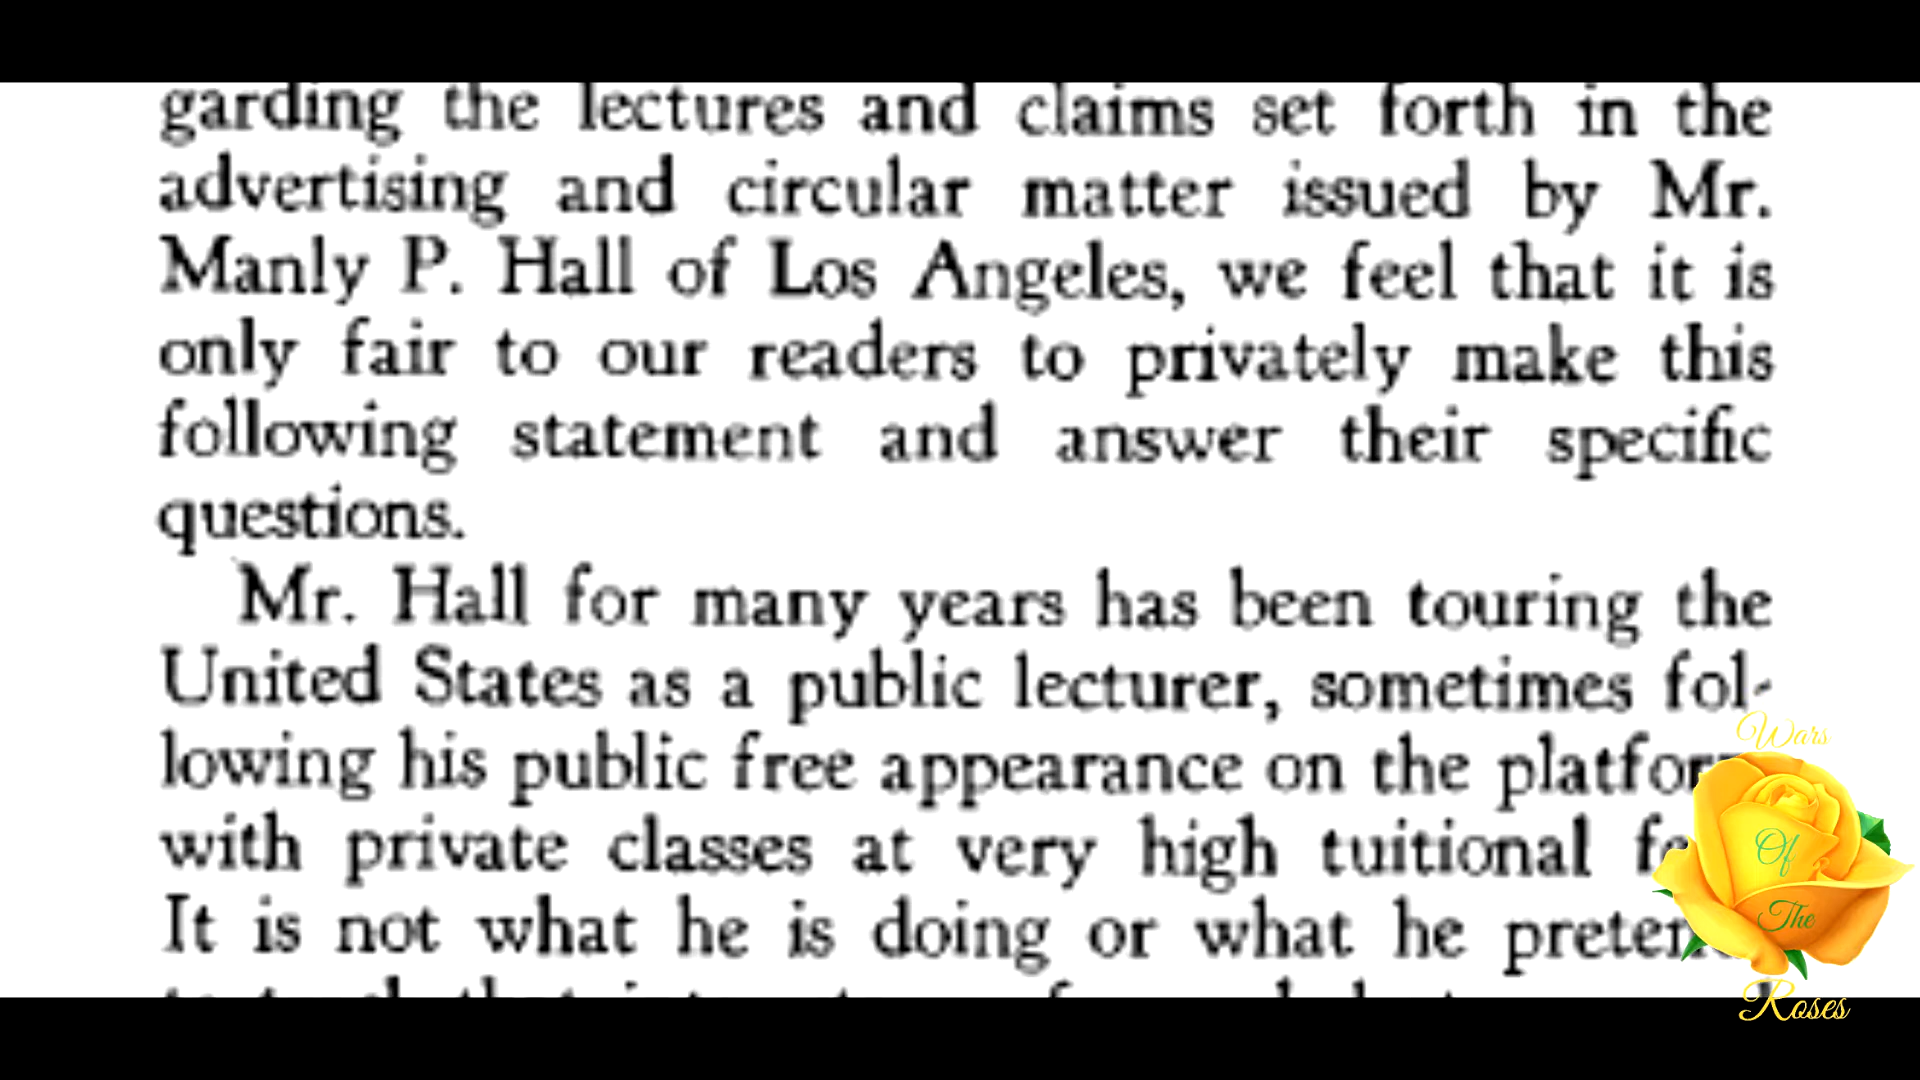 garding the lectures and claims set forth in the
advertising and circular matter issued by Mr.
Manly P. Hall of Los Angeles, we feel that it is
only fair to our readers to privately make this
following statement and answer their specific
questions.
Mr. Hall for many years has been touring the
United States as a public lecturer, sometimes fol-
lowing his public free appearance on the platform
with private classes at very high tuitional
It is not what he is doing or what he
Wars
Of
The
Roses